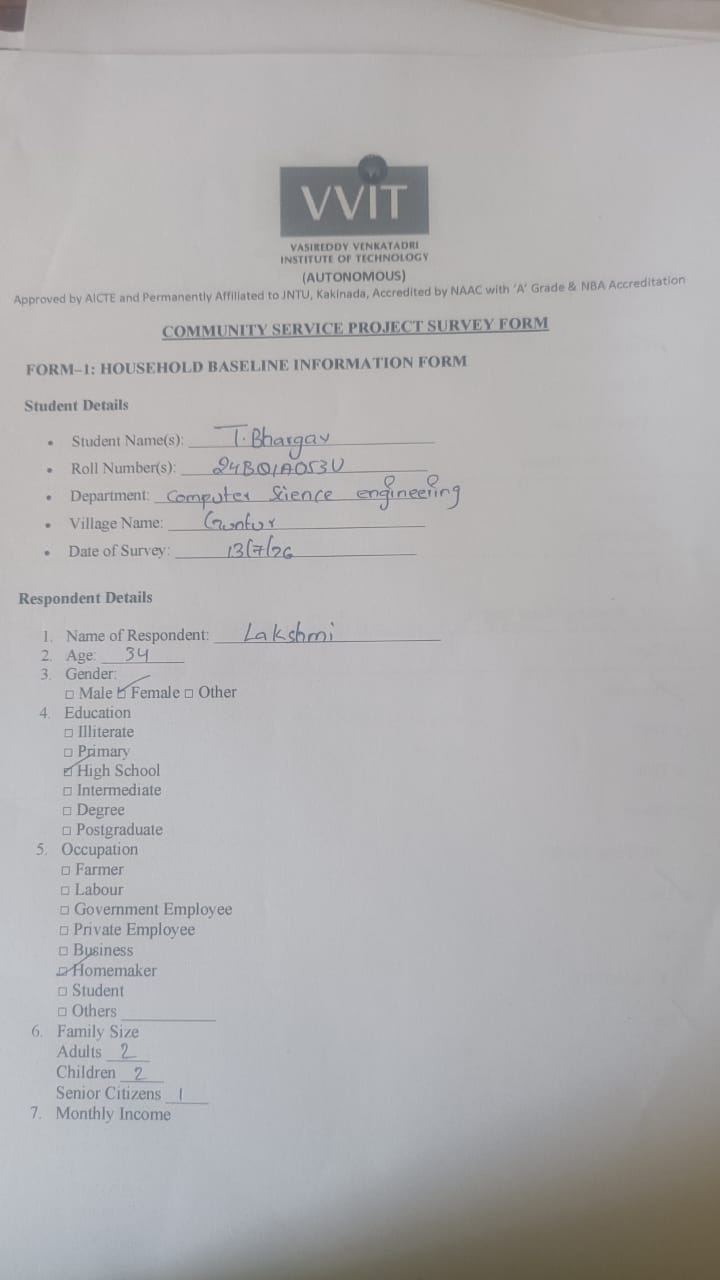 VVIT
VASIREDDY VENKATADRI
INSTITUTE OF TECHNOLOGY
(AUTONOMOUS)
Approved by AICTE and Permanently Affiliated to JNTU, Kakinada, Accredited by NAAC with 'A' Grade & NBA Accreditation
COMMUNITY SERVICE PROJECT SURVEY FORM
FORM–1: HOUSEHOLD BASELINE INFORMATION FORM
Student Details
• Student Name(s): T. Bhargav
• Roll Number(s): 24BQ1A053U
• Department: Computer Sience engineering
• Village Name: Guntur
• Date of Survey: 13/7/26
Respondent Details
1. Name of Respondent: Lakshmi
2. Age: 34
3. Gender:
☐ Male ☑ Female ☐ Other
4. Education
☐ Illiterate
☐ Primary
☑ High School
☐ Intermediate
☐ Degree
☐ Postgraduate
5. Occupation
☐ Farmer
☐ Labour
☐ Government Employee
☐ Private Employee
☐ Business
☑ Homemaker
☐ Student
☐ Others
6. Family Size
Adults 2
Children 2
Senior Citizens 1
7. Monthly Income